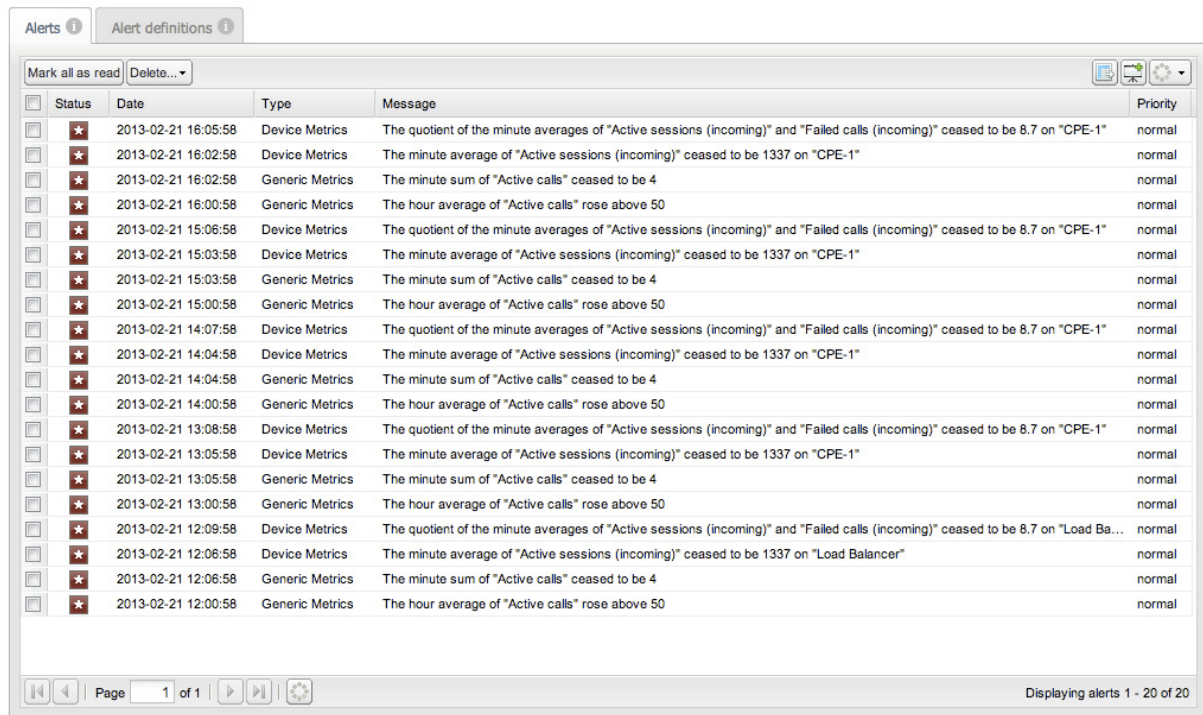 Alerts Alert definitions
Mark all as read Delete...
Status Date Type Message Priority
2013-02-21 16:05:58 Device Metrics The quotient of the minute averages of "Active sessions (incoming)" and "Failed calls (incoming)" ceased to be 8.7 on "CPE-1" normal
2013-02-21 16:02:58 Device Metrics The minute average of "Active sessions (incoming)" ceased to be 1337 on "CPE-1" normal
2013-02-21 16:02:58 Generic Metrics The minute sum of "Active calls" ceased to be 4 normal
2013-02-21 16:00:58 Generic Metrics The hour average of "Active calls" rose above 50 normal
2013-02-21 15:06:58 Device Metrics The quotient of the minute averages of "Active sessions (incoming)" and "Failed calls (incoming)" ceased to be 8.7 on "CPE-1" normal
2013-02-21 15:03:58 Device Metrics The minute average of "Active sessions (incoming)" ceased to be 1337 on "CPE-1" normal
2013-02-21 15:03:58 Generic Metrics The minute sum of "Active calls" ceased to be 4 normal
2013-02-21 15:00:58 Generic Metrics The hour average of "Active calls" rose above 50 normal
2013-02-21 14:07:58 Device Metrics The quotient of the minute averages of "Active sessions (incoming)" and "Failed calls (incoming)" ceased to be 8.7 on "CPE-1" normal
2013-02-21 14:04:58 Device Metrics The minute average of "Active sessions (incoming)" ceased to be 1337 on "CPE-1" normal
2013-02-21 14:04:58 Generic Metrics The minute sum of "Active calls" ceased to be 4 normal
2013-02-21 14:00:58 Generic Metrics The hour average of "Active calls" rose above 50 normal
2013-02-21 13:08:58 Device Metrics The quotient of the minute averages of "Active sessions (incoming)" and "Failed calls (incoming)" ceased to be 8.7 on "CPE-1" normal
2013-02-21 13:05:58 Device Metrics The minute average of "Active sessions (incoming)" ceased to be 1337 on "CPE-1" normal
2013-02-21 13:05:58 Generic Metrics The minute sum of "Active calls" ceased to be 4 normal
2013-02-21 13:00:58 Generic Metrics The hour average of "Active calls" rose above 50 normal
2013-02-21 12:09:58 Device Metrics The quotient of the minute averages of "Active sessions (incoming)" and "Failed calls (incoming)" ceased to be 8.7 on "Load Ba... normal
2013-02-21 12:06:58 Device Metrics The minute average of "Active sessions (incoming)" ceased to be 1337 on "Load Balancer" normal
2013-02-21 12:06:58 Generic Metrics The minute sum of "Active calls" ceased to be 4 normal
2013-02-21 12:00:58 Generic Metrics The hour average of "Active calls" rose above 50 normal
Page 1 of 1 Displaying alerts 1 - 20 of 20